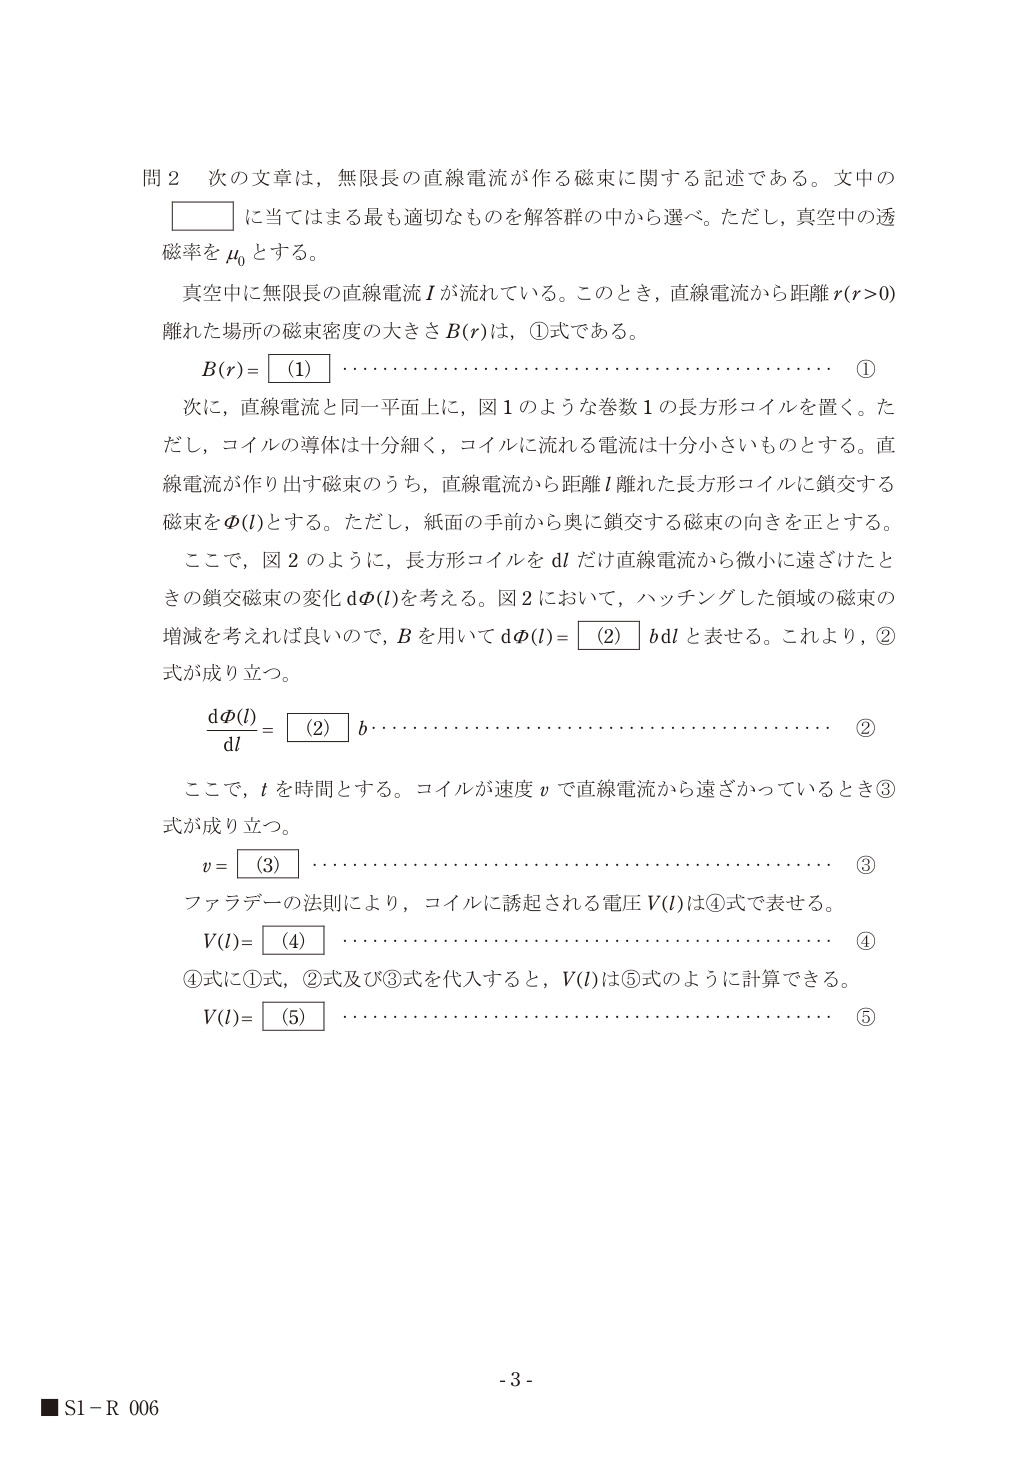 問2 次の文章は，無限長の直線電流が作る磁束に関する記述である。文中の
に当てはまる最も適切なものを解答群の中から選べ。ただし，真空中の透
磁率を μ₀ とする。
真空中に無限長の直線電流 I が流れている。このとき，直線電流から距離 r(r>0)
離れた場所の磁束密度の大きさ B(r)は，①式である。
B(r)= (1) ………………………………………… ①
次に，直線電流と同一平面上に，図1のような巻数1の長方形コイルを置く。た
だし，コイルの導体は十分細く，コイルに流れる電流は十分小さいものとする。直
線電流が作り出す磁束のうち，直線電流から距離 l 離れた長方形コイルに鎖交する
磁束をΦ(l)とする。ただし，紙面の手前から奥に鎖交する磁束の向きを正とする。
ここで，図2のように，長方形コイルを dl だけ直線電流から微小に遠ざけたと
きの鎖交磁束の変化 dΦ(l)を考える。図2において，ハッチングした領域の磁束の
増減を考えれば良いので，B を用いて dΦ(l)= (2) bdl と表せる。これより，②
式が成り立つ。
dΦ(l)/dl = (2) b………………………………………… ②
ここで，t を時間とする。コイルが速度 v で直線電流から遠ざかっているとき③
式が成り立つ。
v= (3) ………………………………………… ③
ファラデーの法則により，コイルに誘起される電圧 V(l)は④式で表せる。
V(l)= (4) ………………………………………… ④
④式に①式，②式及び③式を代入すると，V(l)は⑤式のように計算できる。
V(l)= (5) ………………………………………… ⑤
- 3 -
■ S1－R 006